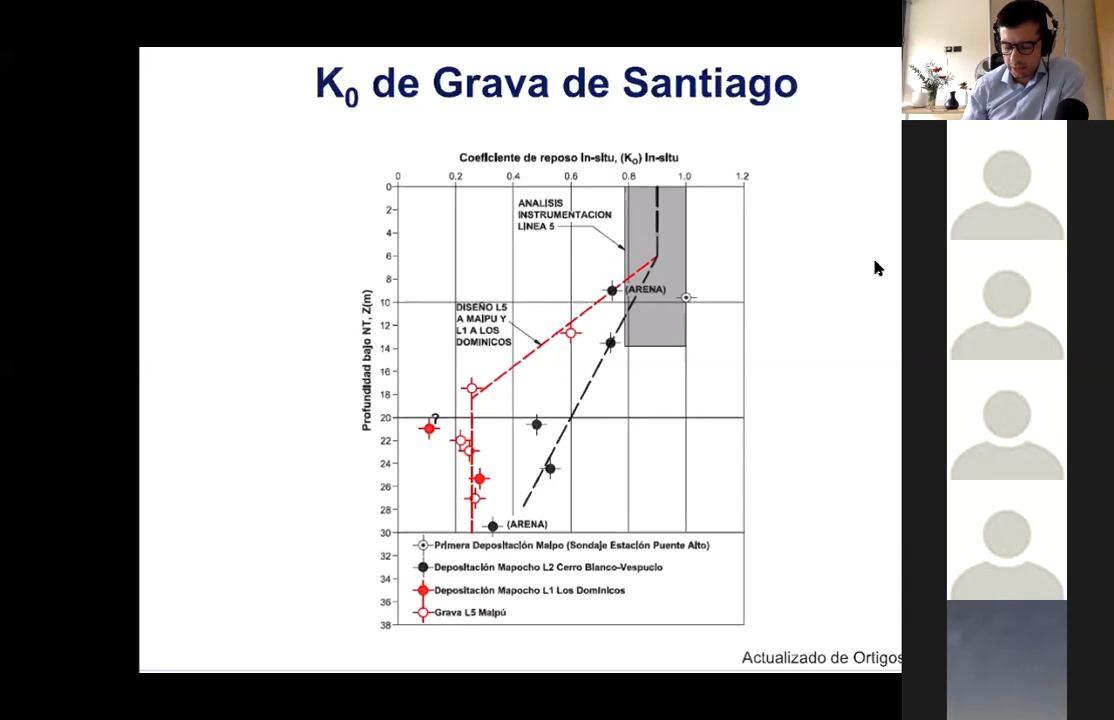 K0 de Grava de Santiago
Coeficiente de reposo In-situ, (Ko) In-situ
0 0.2 0.4 0.6 0.8 1.0 1.2
Profundidad bajo NT, Z(m)
0
2
4
6
8
10
12
14
16
18
20
22
24
26
28
30
32
34
36
38
ANALISIS
INSTRUMENTACION
LINEA 5
(ARENA)
DISEÑO L5
A MAIPU Y
L1 A LOS
DOMINICOS
?
(ARENA)
Primera Depositación Maipo (Sondaje Estación Puente Alto)
Depositación Mapocho L2 Cerro Blanco-Vespucio
Depositación Mapocho L1 Los Domínicos
Grava L5 Maipú
Actualizado de Ortigos